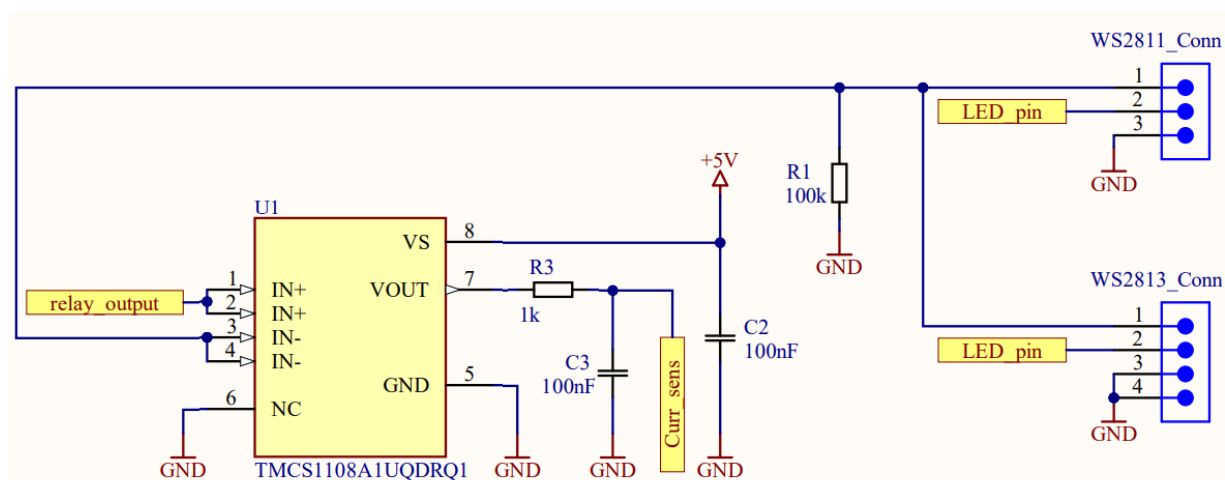 WS2811_Conn
1
LED_pin 2
3
GND
+5V
R1
100k
GND
U1
VS 8
relay_output 1 IN+ VOUT 7 R3
2 IN+ 1k
3 IN-
4 IN-
C3
100nF
C2
100nF
Curr_sens
GND 5
6 NC
GND
TMCS1108A1UQDRQ1
GND
GND
GND
WS2813_Conn
1
LED_pin 2
3
4
GND